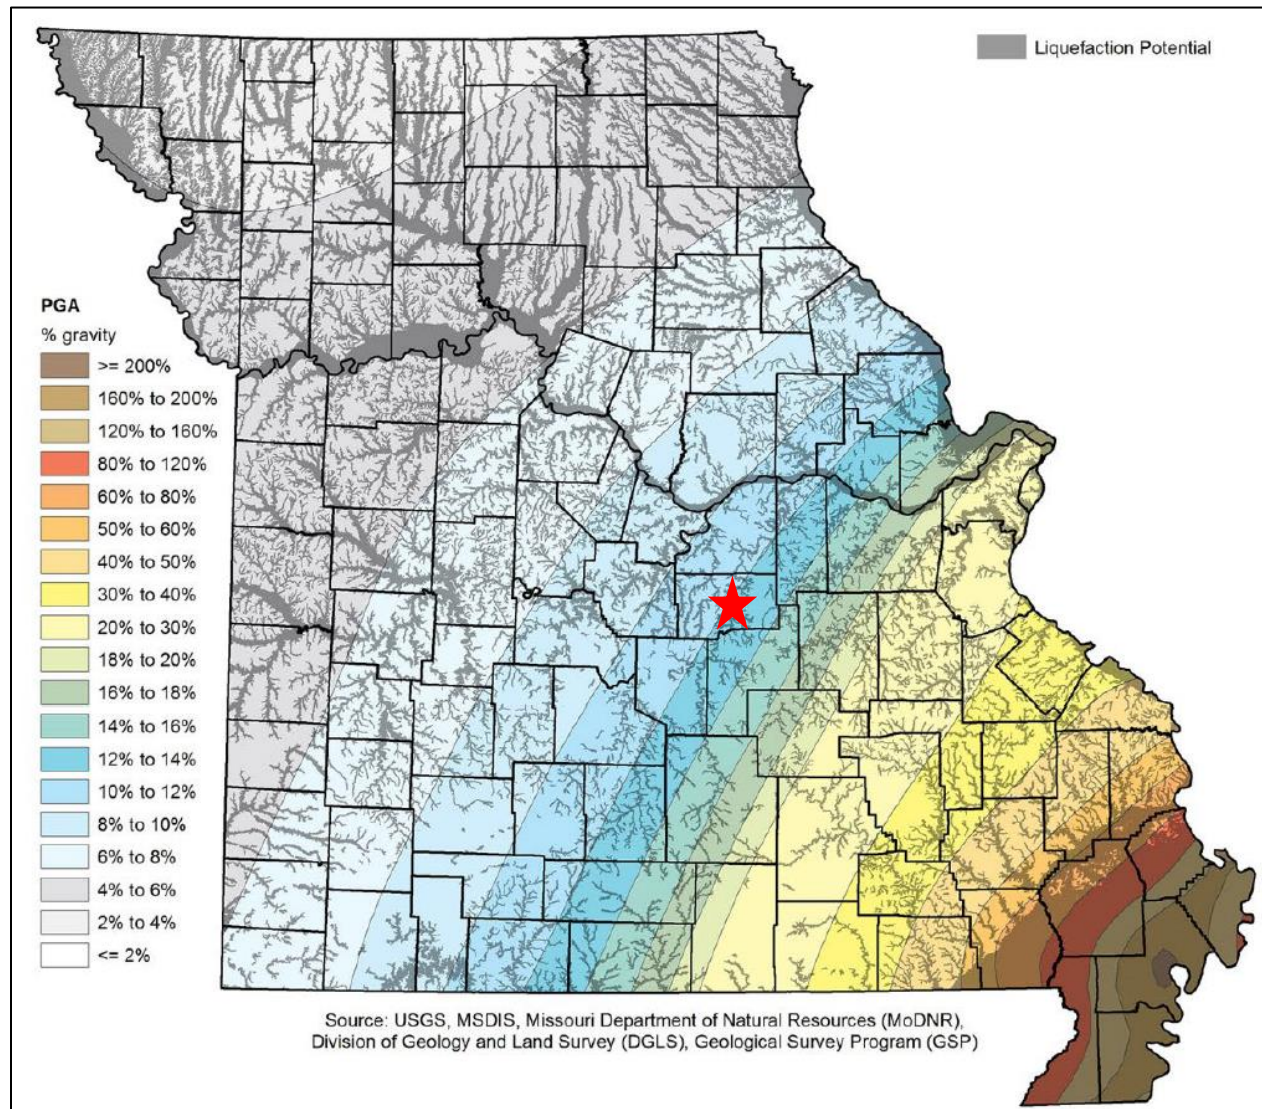 Liquefaction Potential
PGA
% gravity
>= 200%
160% to 200%
120% to 160%
80% to 120%
60% to 80%
50% to 60%
40% to 50%
30% to 40%
20% to 30%
18% to 20%
16% to 18%
14% to 16%
12% to 14%
10% to 12%
8% to 10%
6% to 8%
4% to 6%
2% to 4%
<= 2%
Source: USGS, MSDIS, Missouri Department of Natural Resources (MoDNR),
Division of Geology and Land Survey (DGLS), Geological Survey Program (GSP)